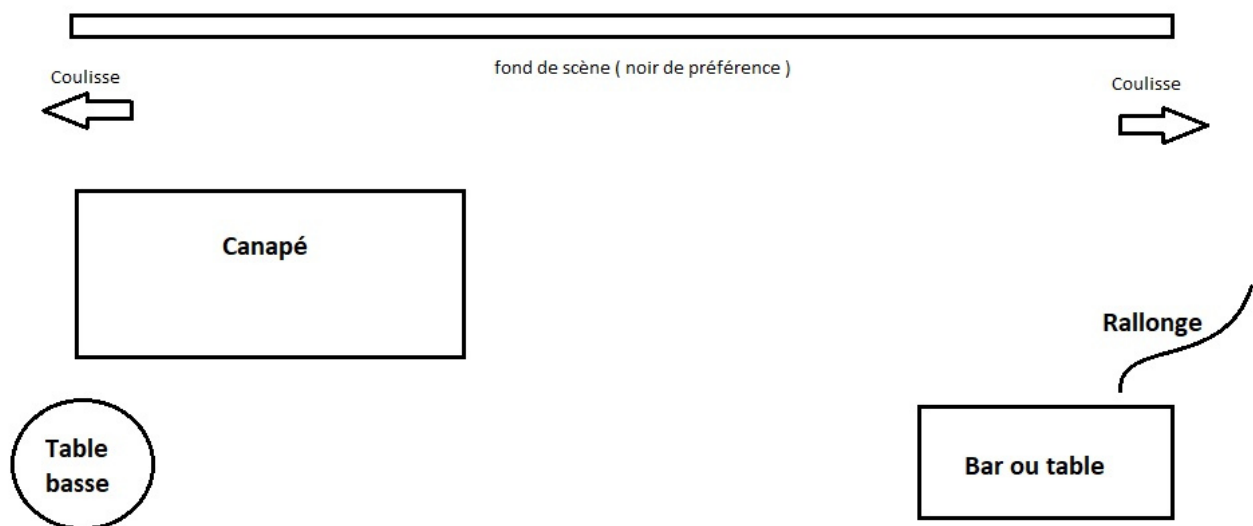 fond de scène ( noir de préférence )
Coulisse
Coulisse
Canapé
Rallonge
Table
basse
Bar ou table